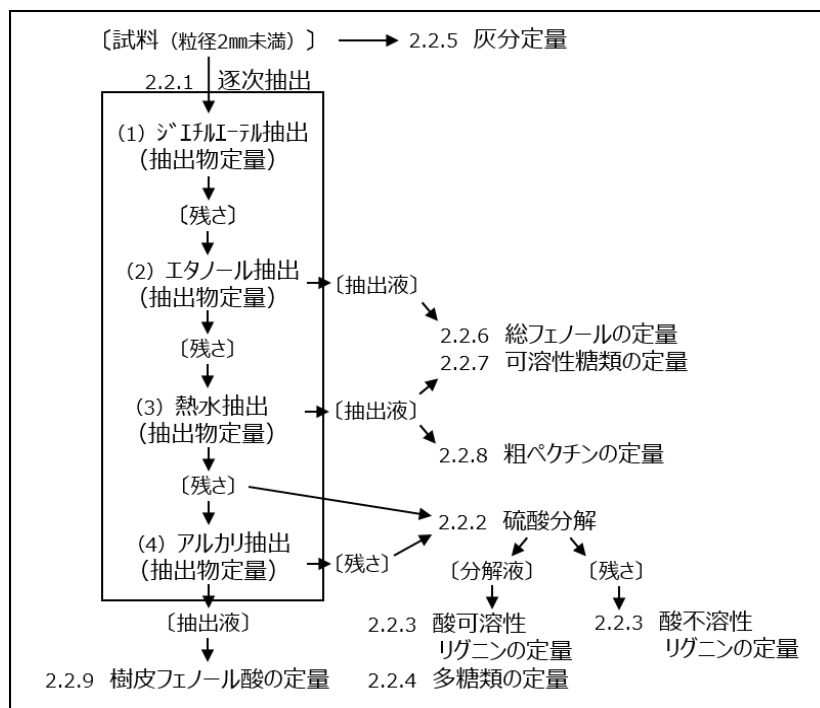 〔試料（粒径2㎜未満）〕
2.2.5 灰分定量
2.2.1 逐次抽出
(1) ｼﾞｴﾁﾙｴｰﾃﾙ抽出
（抽出物定量）
〔残さ〕
(2) エタノール抽出
（抽出物定量）
〔抽出液〕
〔残さ〕
2.2.6 総フェノールの定量
2.2.7 可溶性糖類の定量
(3) 熱水抽出
（抽出物定量）
〔抽出液〕
2.2.8 粗ペクチンの定量
〔残さ〕
2.2.2 硫酸分解
(4) アルカリ抽出
（抽出物定量）
〔残さ〕
〔分解液〕
〔残さ〕
〔抽出液〕
2.2.3 酸可溶性
リグニンの定量
2.2.3 酸不溶性
リグニンの定量
2.2.9 樹皮フェノール酸の定量
2.2.4 多糖類の定量